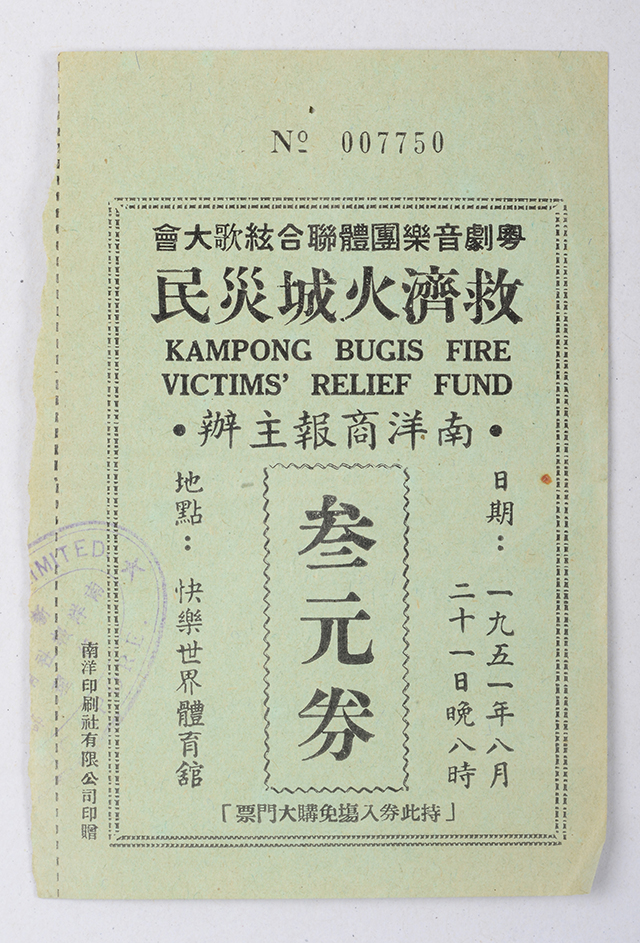 Nº 007750
粵劇音樂團體聯合絃歌大會
救濟火城災民
KAMPONG BUGIS FIRE
VICTIMS' RELIEF FUND
•南洋商報主辦•
日期：一九五一年八月
二十一日晚八時
叁元券
地點：快樂世界體育館
「持此券入塲免購大門票」
南洋印刷社有限公司印贈
LIMITED